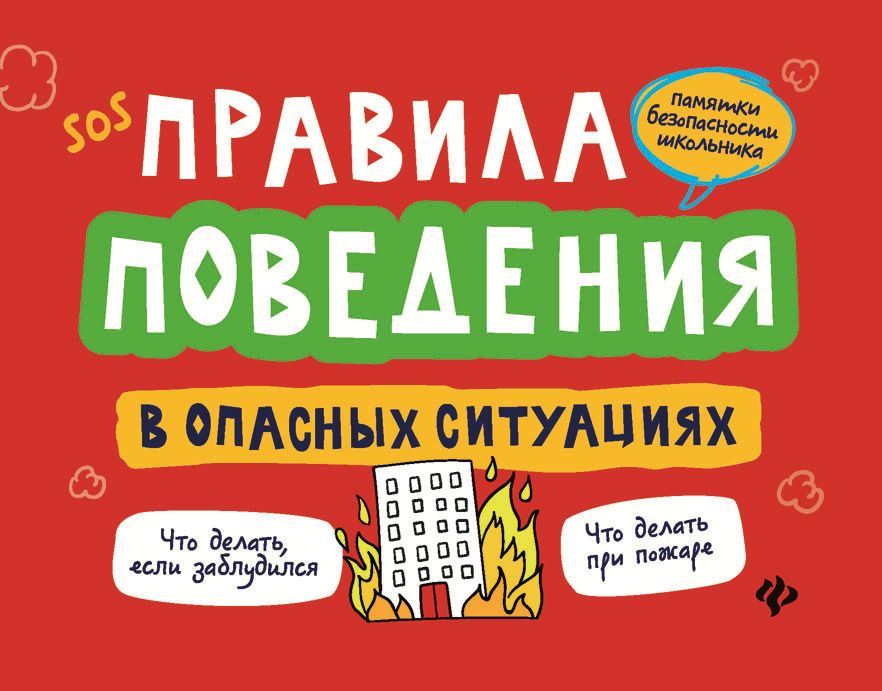 SOS
ПРАВИЛА
памятки
безопасности
школьника
ПОВЕДЕНИЯ
В ОПАСНЫХ СИТУАЦИЯХ
Что делать,
если заблудился
Что делать
при пожаре